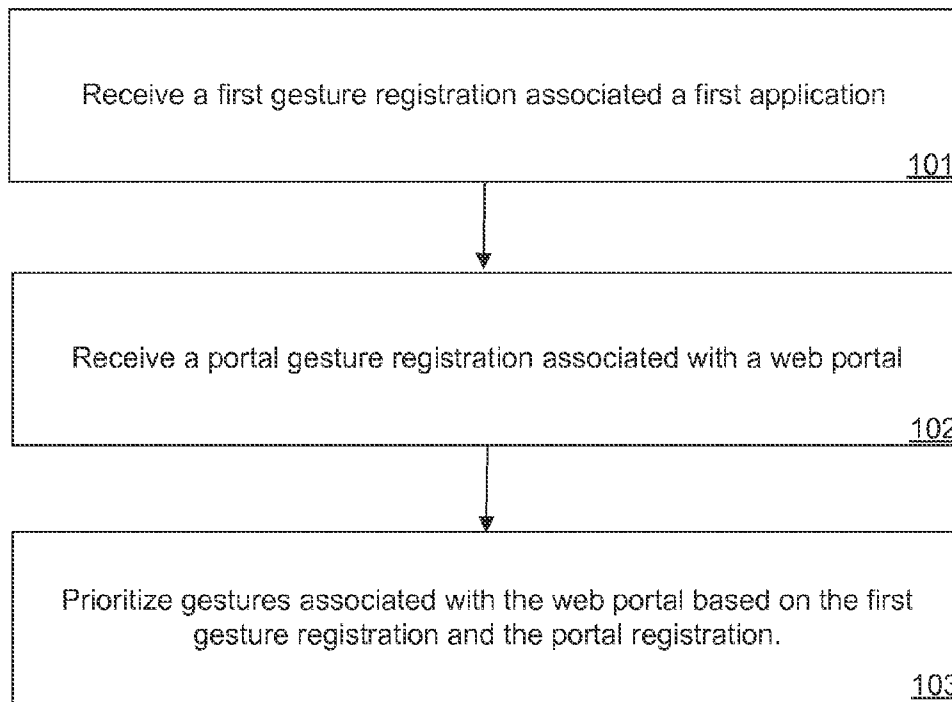 Receive a first gesture registration associated a first application
101
Receive a portal gesture registration associated with a web portal
102
Prioritize gestures associated with the web portal based on the first
gesture registration and the portal registration.
103